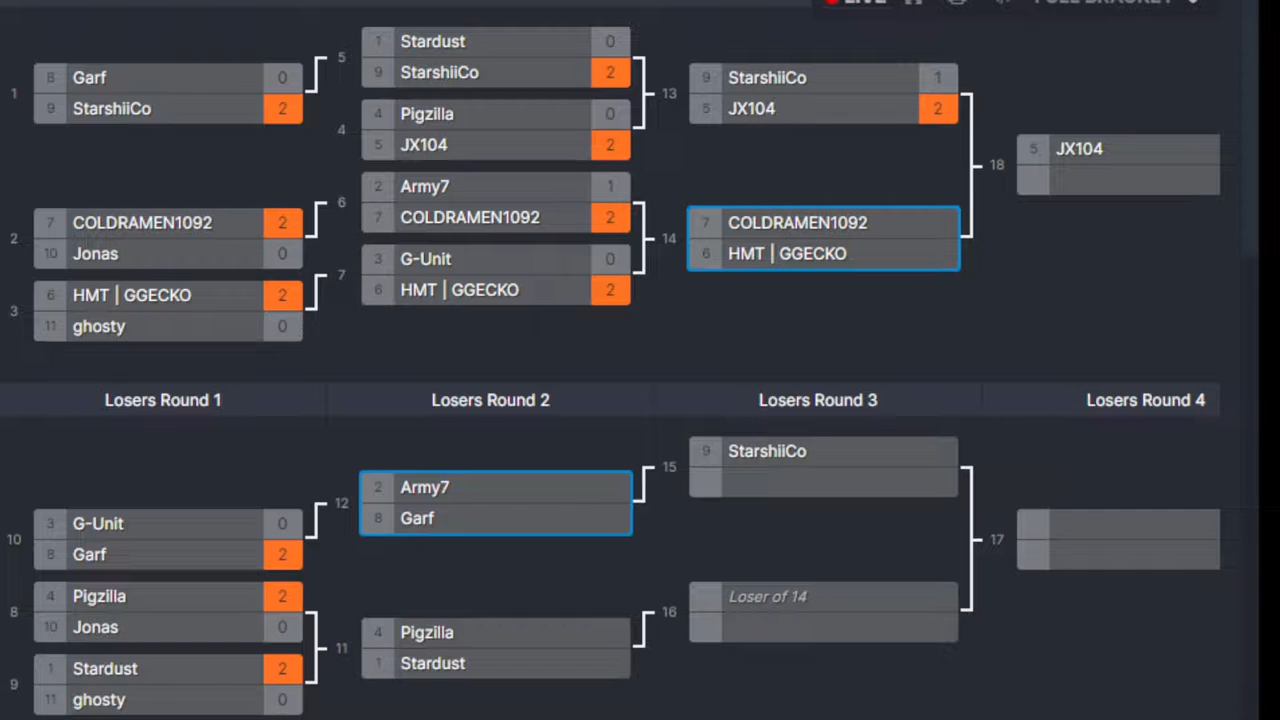 LIVE
FULL BRACKET
1
8 Garf 0
9 StarshiiCo 2
2
7 COLDRAMEN1092 2
10 Jonas 0
3
6 HMT | GGECKO 2
11 ghosty 0
5
1 Stardust 0
9 StarshiiCo 2
4
4 Pigzilla 0
5 JX104 2
6
2 Army7 1
7 COLDRAMEN1092 2
7
3 G-Unit 0
6 HMT | GGECKO 2
13
9 StarshiiCo 1
5 JX104 2
14
7 COLDRAMEN1092
6 HMT | GGECKO
18
5 JX104
Losers Round 1
Losers Round 2
Losers Round 3
Losers Round 4
10
3 G-Unit 0
8 Garf 2
8
4 Pigzilla 2
10 Jonas 0
9
1 Stardust 2
11 ghosty 0
12
2 Army7
8 Garf
11
4 Pigzilla
1 Stardust
15
9 StarshiiCo
16
Loser of 14
17